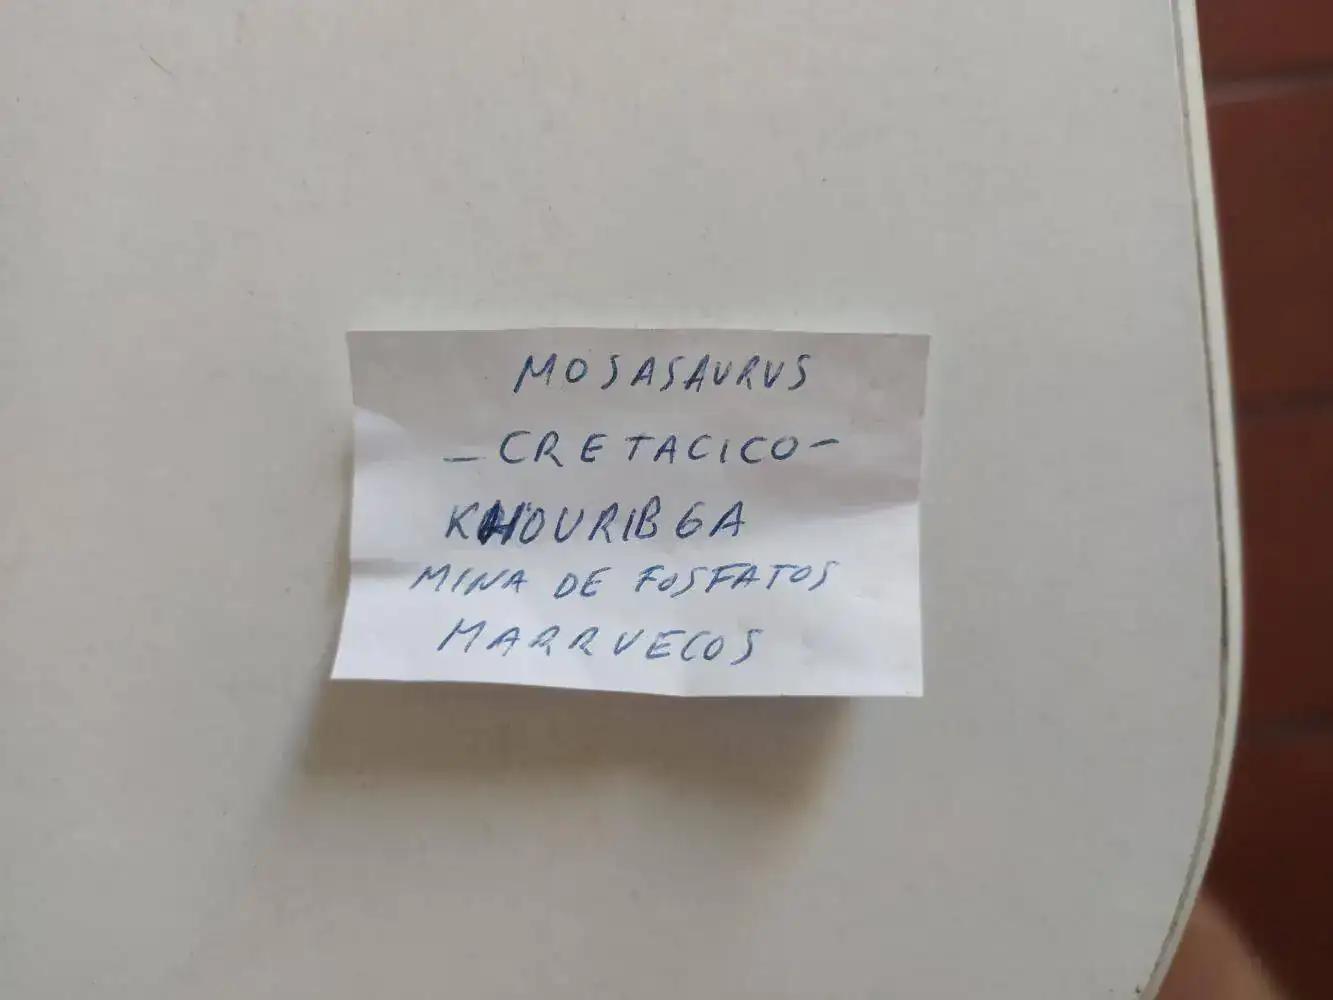 MOSASAURUS
- CRETACICO -
KHOURIBGA
MINA DE FOSFATOS
MARRUECOS